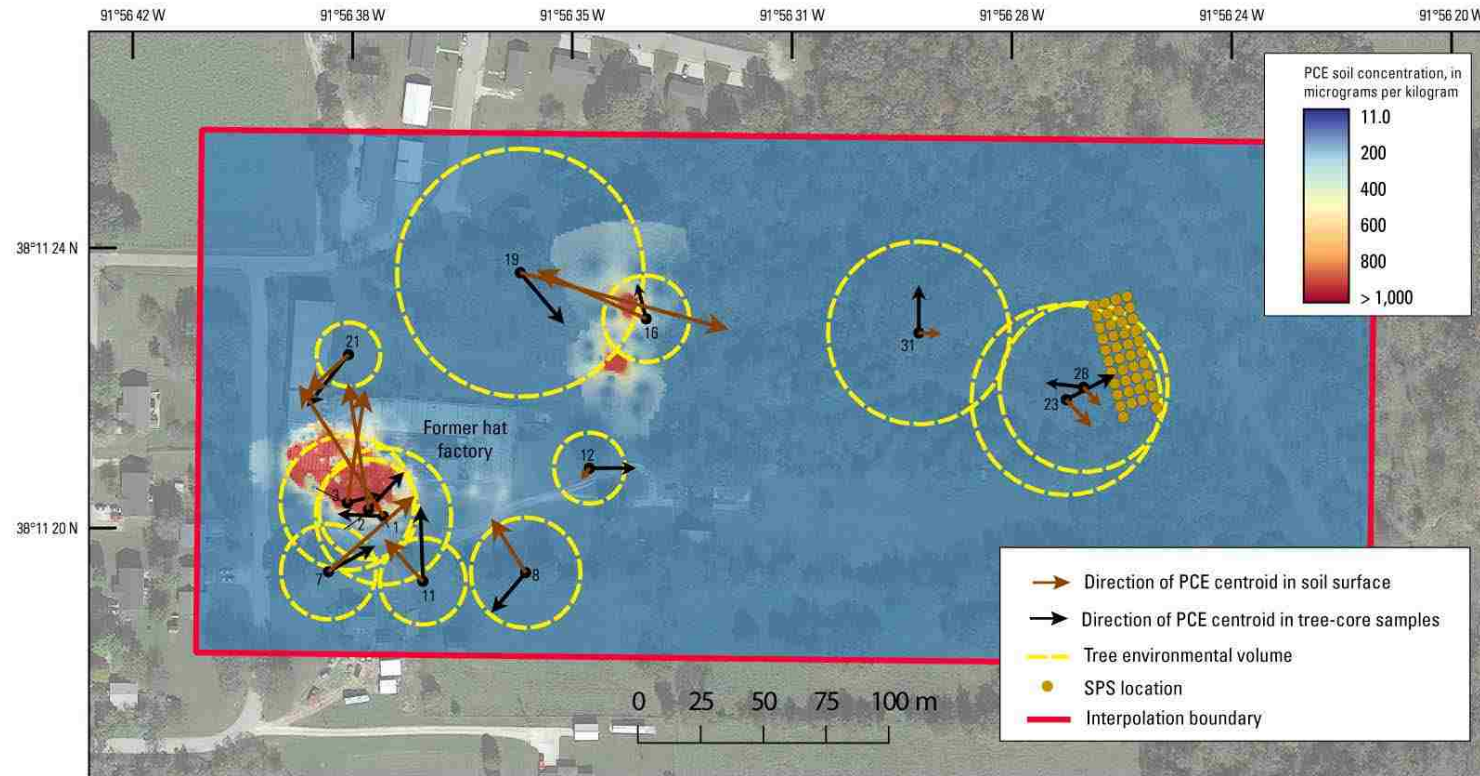 91°56 42 W
91°56 38 W
91°56 35 W
91°56 31 W
91°56 28 W
91°56 24 W
91°56 20 W
38°11 24 N
38°11 20 N
PCE soil concentration, in
micrograms per kilogram
11.0
200
400
600
800
> 1,000
19
16
31
28
23
21
Former hat
factory
12
3
2
1
7
11
8
0 25 50 75 100 m
Direction of PCE centroid in soil surface
Direction of PCE centroid in tree-core samples
Tree environmental volume
SPS location
Interpolation boundary